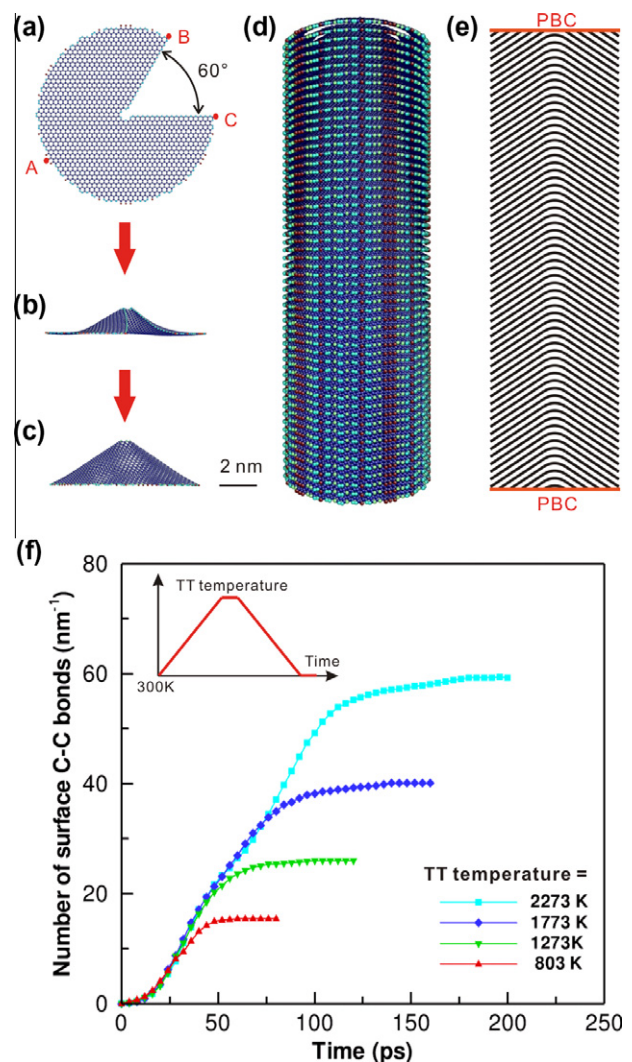 (a)
B
60°
C
A
(b)
(c)
2 nm
(d)
(e)
PBC
PBC
(f)
Number of surface C-C bonds (nm⁻¹)
80
60
40
20
0
TT temperature
Time
300K
TT temperature =
2273 K
1773 K
1273K
803 K
0
50
100
150
200
250
Time (ps)